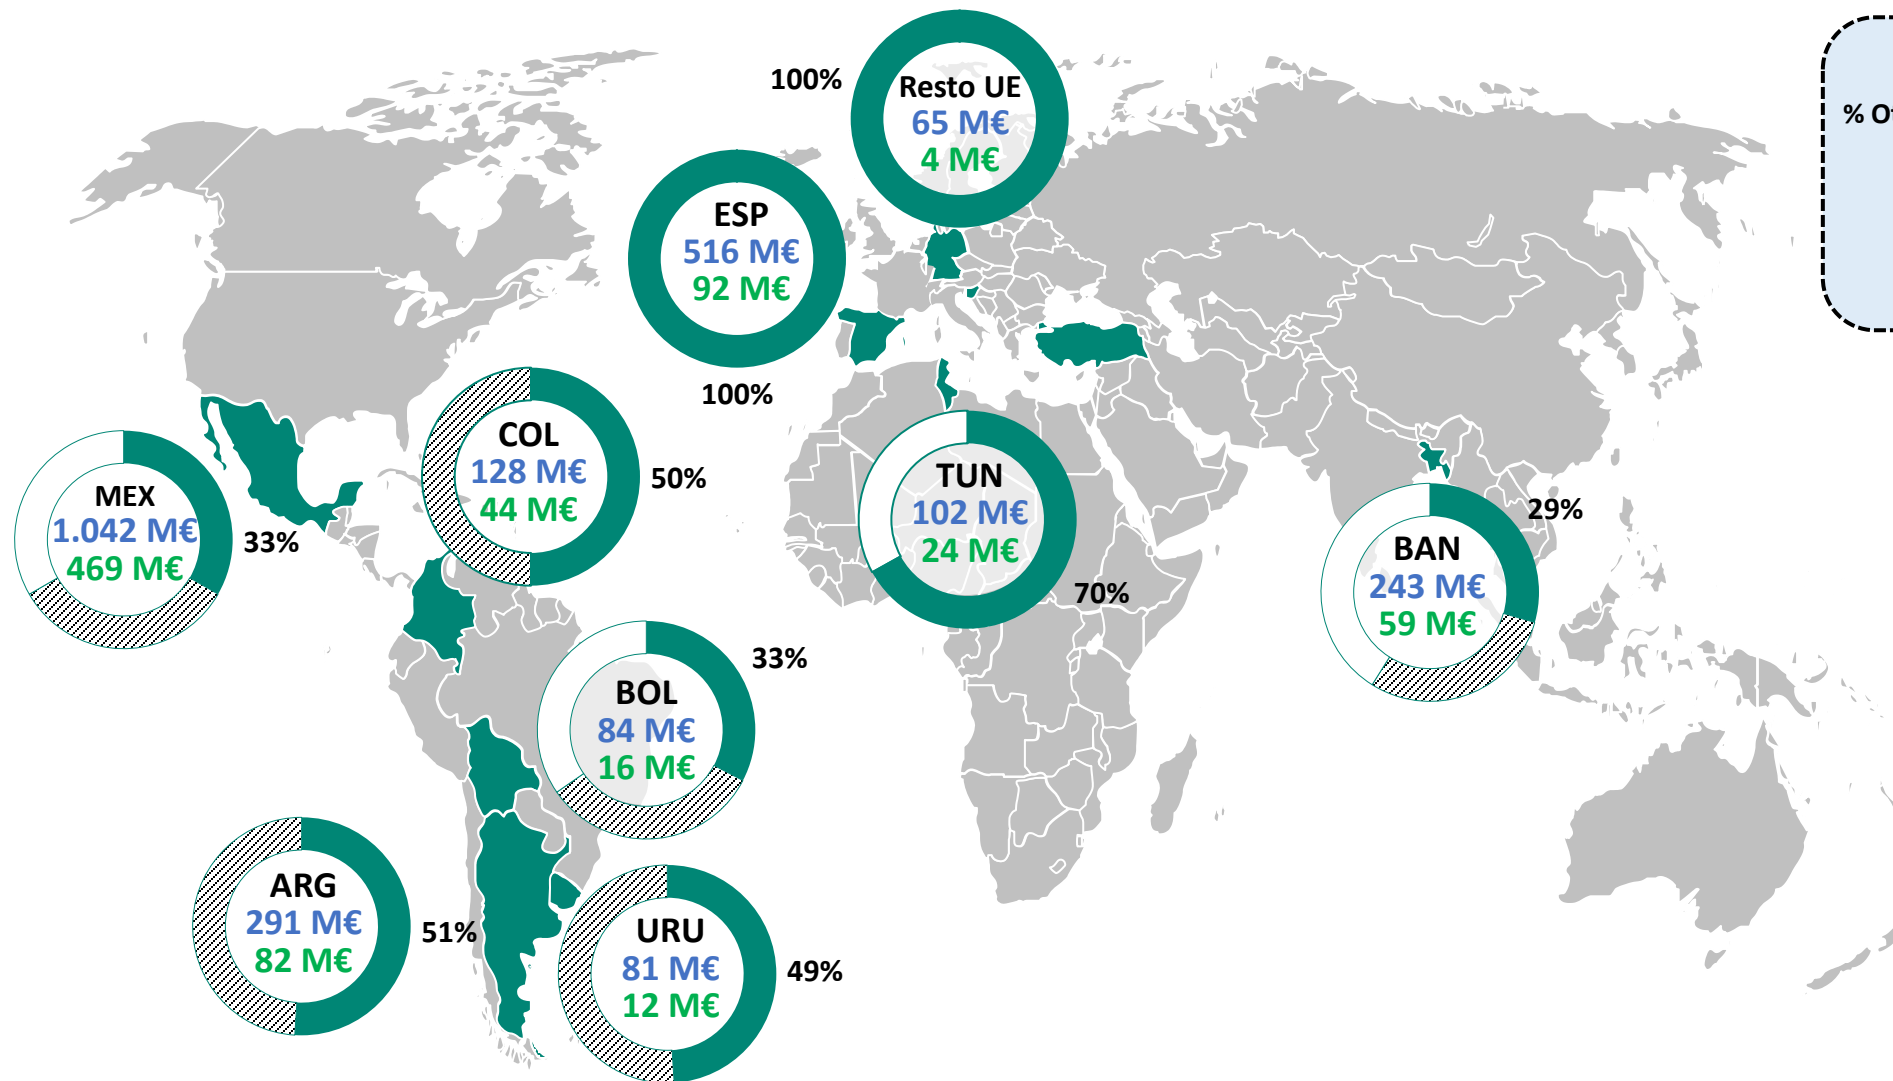 100%
Resto UE
65 M€
4 M€
% O
ESP
516 M€
92 M€
100%
COL
128 M€
44 M€
50%
MEX
1.042 M€
469 M€
33%
TUN
102 M€
24 M€
70%
29%
BAN
243 M€
59 M€
BOL
84 M€
16 M€
33%
ARG
291 M€
82 M€
51%
URU
81 M€
12 M€
49%